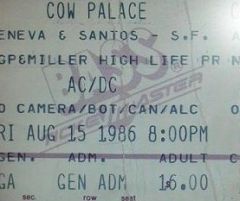 COW PALACE
ENEVA & SANTOS - S.F.
GP&MILLER HIGH LIFE PR
AC/DC
O CAMERA/BOT/CAN/ALC
RI AUG 15 1986 8:00PM
GEN. ADM. ADULT
GA GEN ADM 16.00
sec row seat